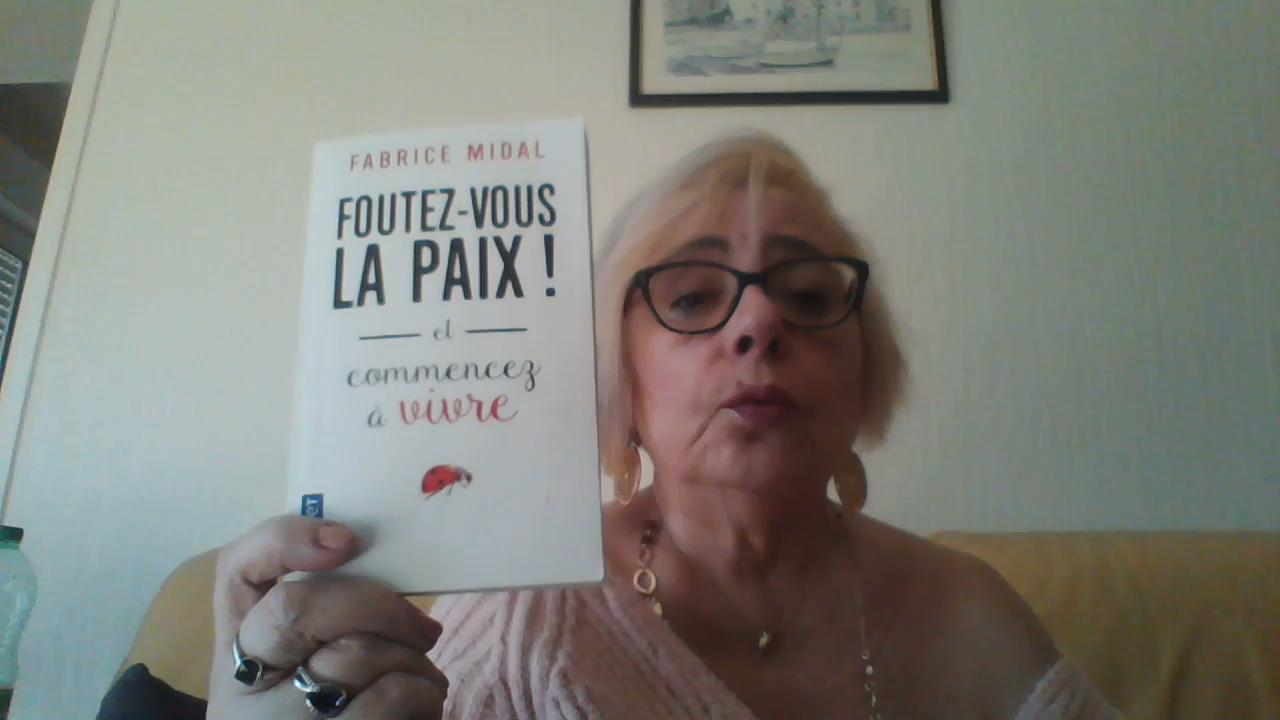 FABRICE MIDAL
FOUTEZ-VOUS
LA PAIX !
et
commencez
à vivre